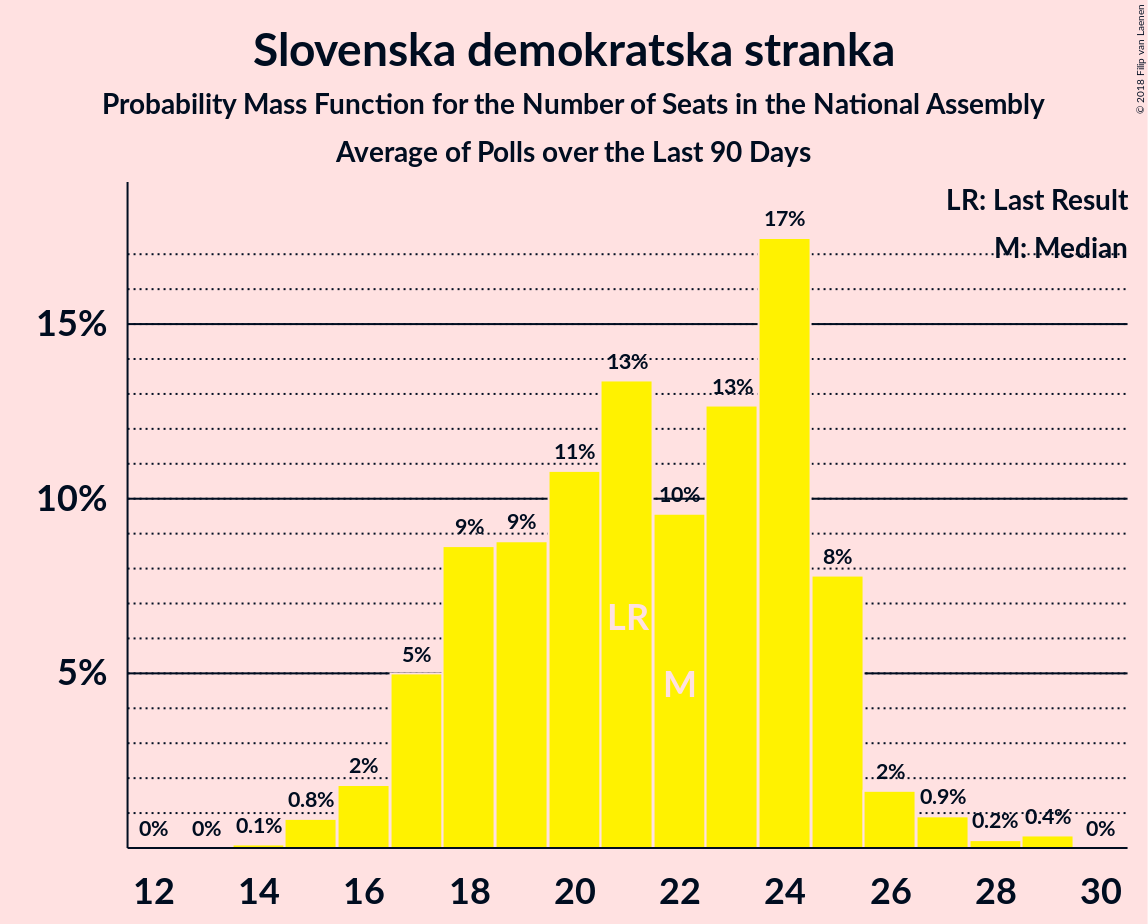 Slovenska demokratska stranka
Probability Mass Function for the Number of Seats in the National Assembly
Average of Polls over the Last 90 Days
© 2018 Filip van Laenen
LR: Last Result
M: Median
17%
15%
13%
13%
11%
10%
10%
9%
9%
8%
LR
5%
5%
M
2%
2%
0.8%
0.9%
0%
0%
0.1%
0.2%
0.4%
0%
12 14 16 18 20 22 24 26 28 30